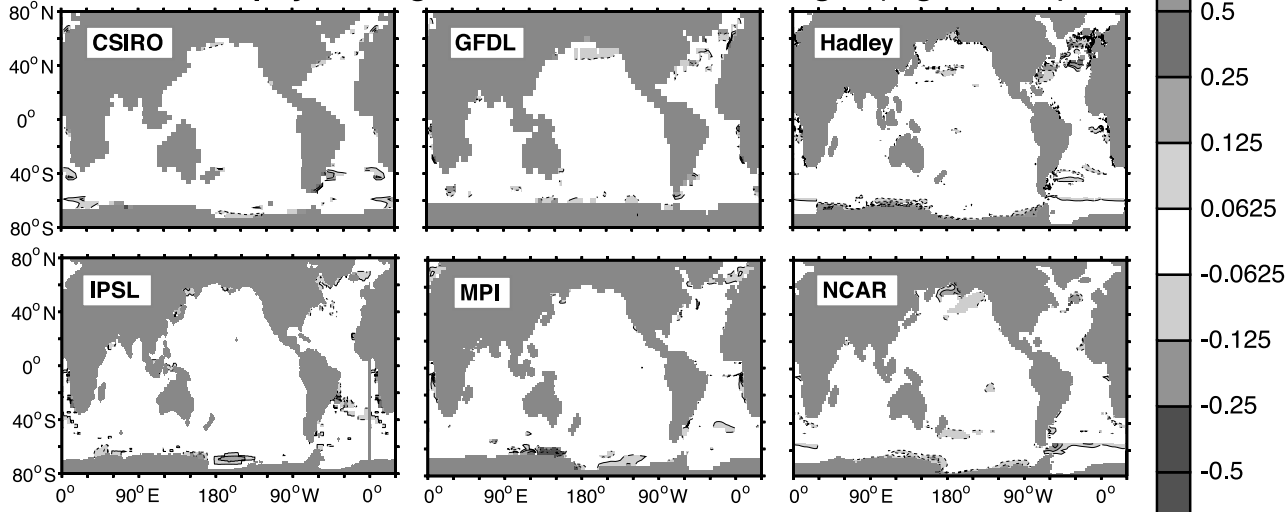 CSIRO GFDL Hadley
80° N
40° N
0°
40° S
80° S
IPSL MPI NCAR
80° N
40° N
0°
40° S
80° S
0° 90° E 180° 90° W 0° 0° 90° E 180° 90° W 0° 0° 90° E 180° 90° W 0°
0.5
0.25
0.125
0.0625
-0.0625
-0.125
-0.25
-0.5